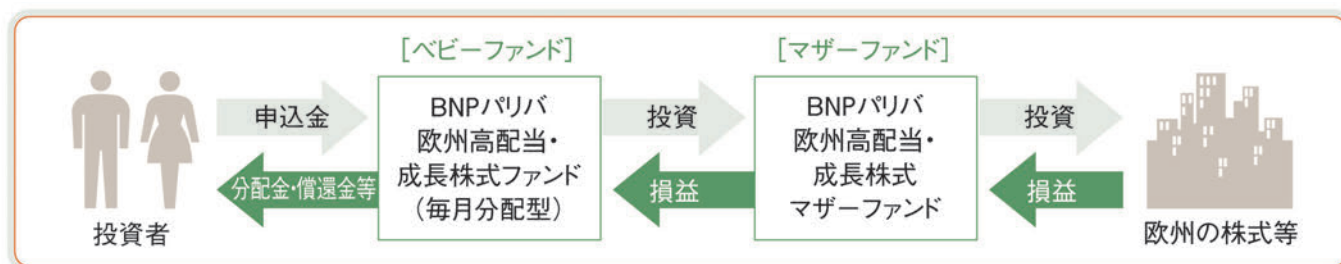 [ベビーファンド]
[マザーファンド]
申込金
分配金・償還金等
投資者
BNPパリバ
欧州高配当・
成長株式ファンド
(毎月分配型)
投資
損益
BNPパリバ
欧州高配当・
成長株式
マザーファンド
投資
損益
欧州の株式等